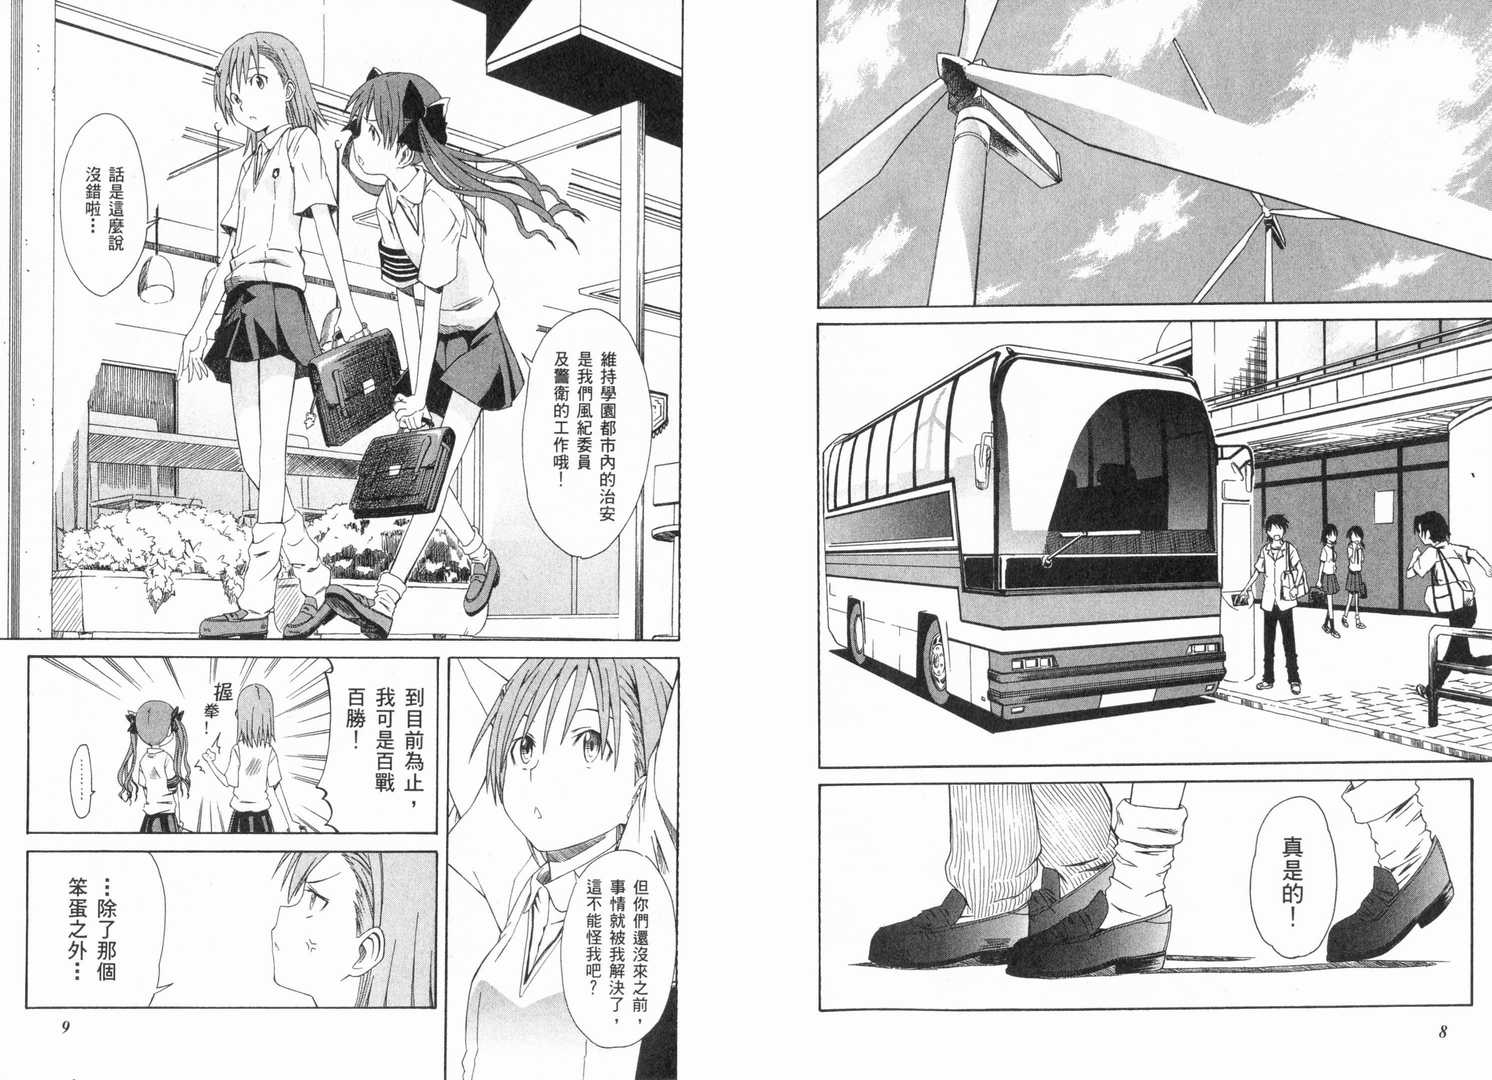 真是的！
8
維持學園都市內的治安
是我們風紀委員
及警衛的工作哦！
話是這麼說
沒錯啦…
但你們還沒來之前，
事情就被我解決了，
這不能怪我吧？
到目前為止，
我可是百戰
百勝！
握
拳！
………
…除了那個
笨蛋之外…
9